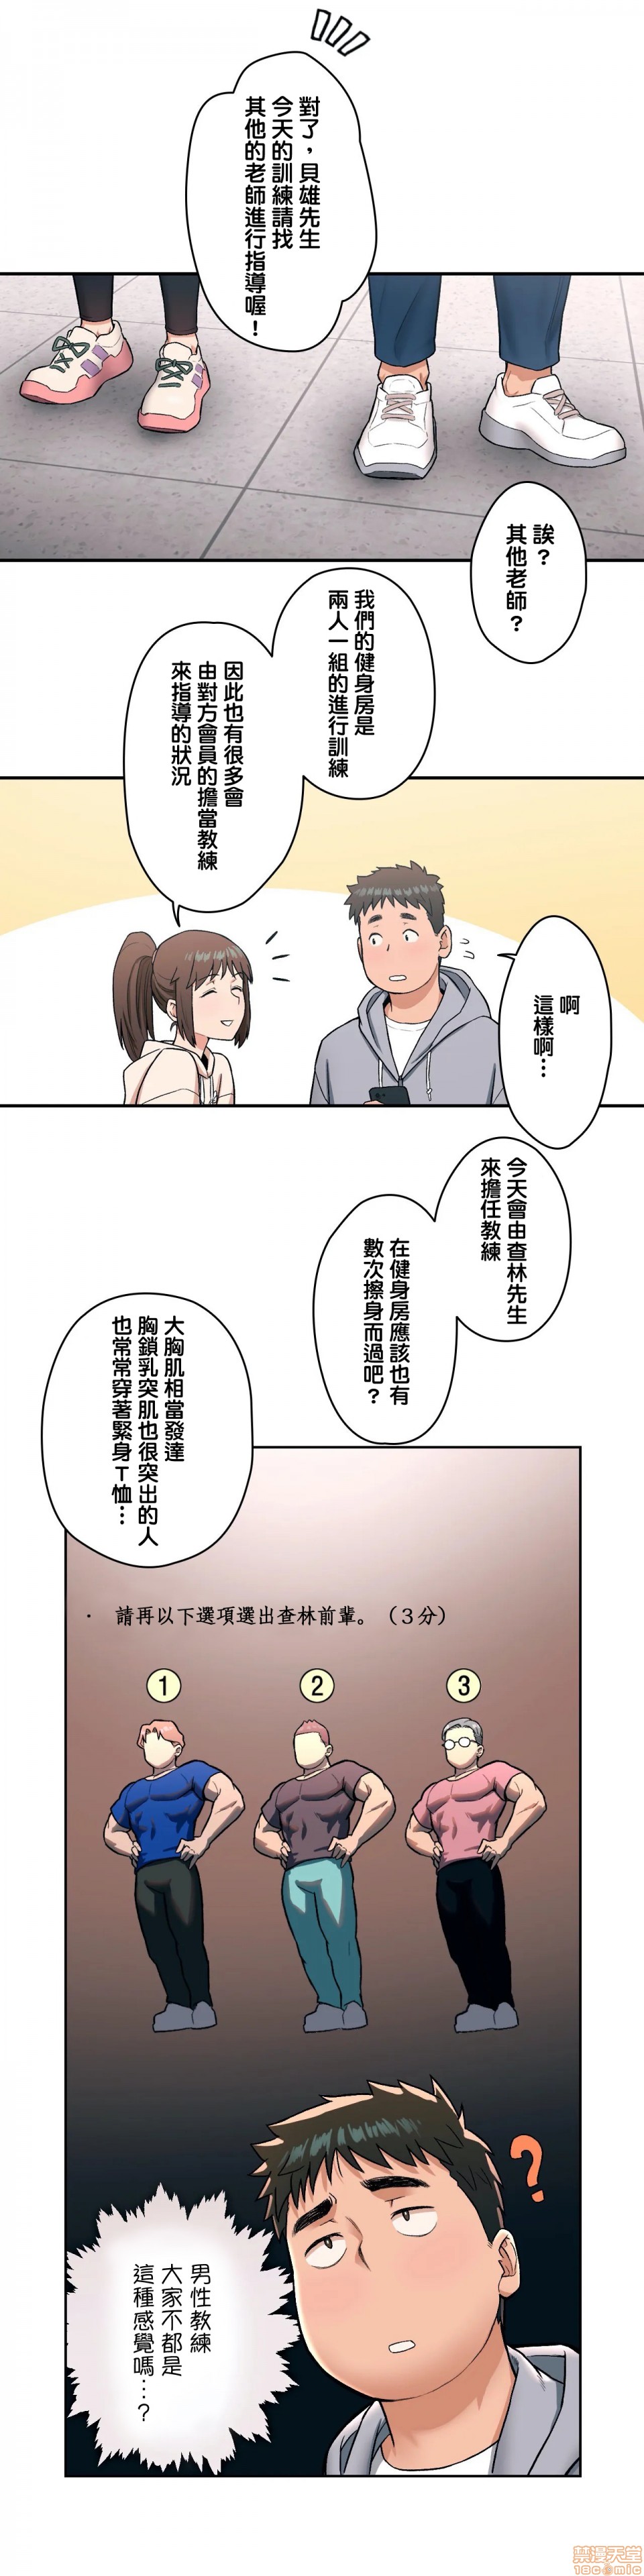 對了，貝雄先生
今天的訓練請找
其他的老師進行指導喔！
誒？
其他老師？
我們的健身房是
兩人一組的進行訓練
因此也有很多會
由對方會員的擔當教練
來指導的狀況
啊
這樣啊…
今天會由查林先生
來擔任教練
在健身房應該也有
數次擦身而過吧？
大胸肌相當發達
胸鎖乳突肌也很突出的人
也常常穿著緊身T恤…
· 請再以下選項選出查林前輩。（3分）
1 2 3
?
男性教練
大家不都是
這種感覺嗎…？
禁漫天堂
18c@mic.fun